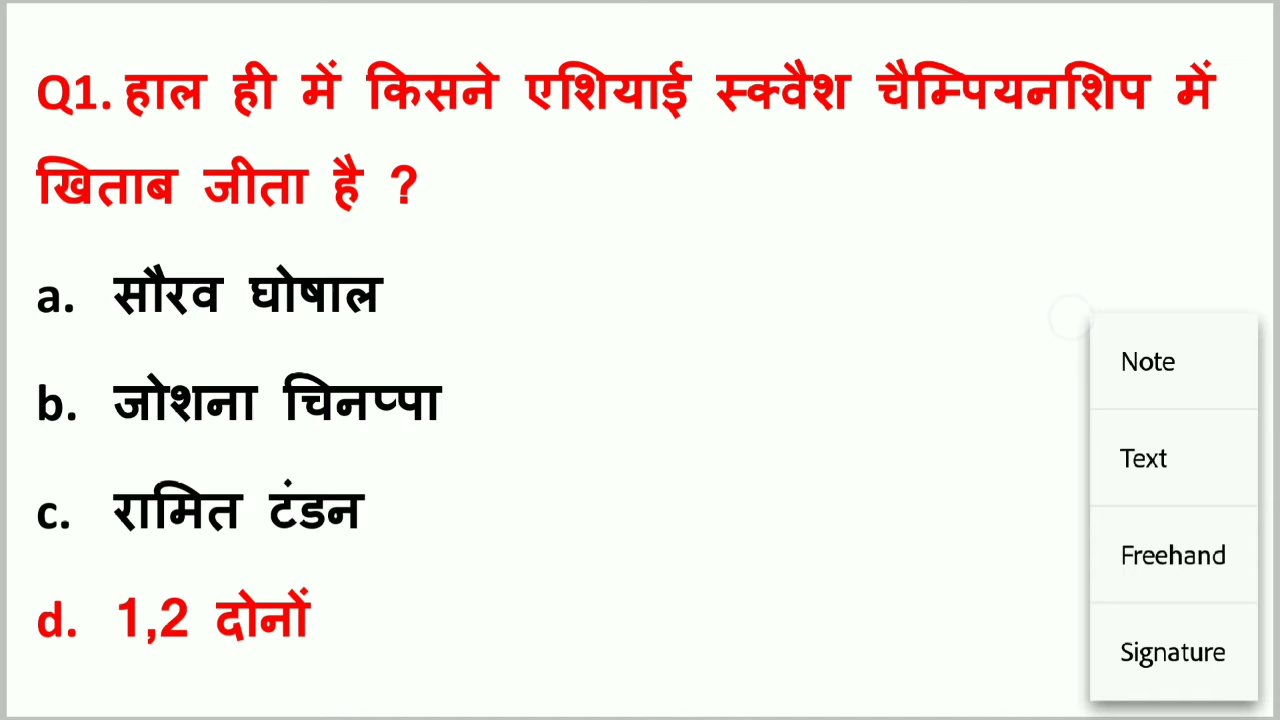 Q1. हाल ही में किसने एशियाई स्क्वैश चैम्पियनशिप में
खिताब जीता है ?
a. सौरव घोषाल
b. जोशना चिनप्पा
c. रामित टंडन
d. 1,2 दोनों
Note
Text
Freehand
Signature